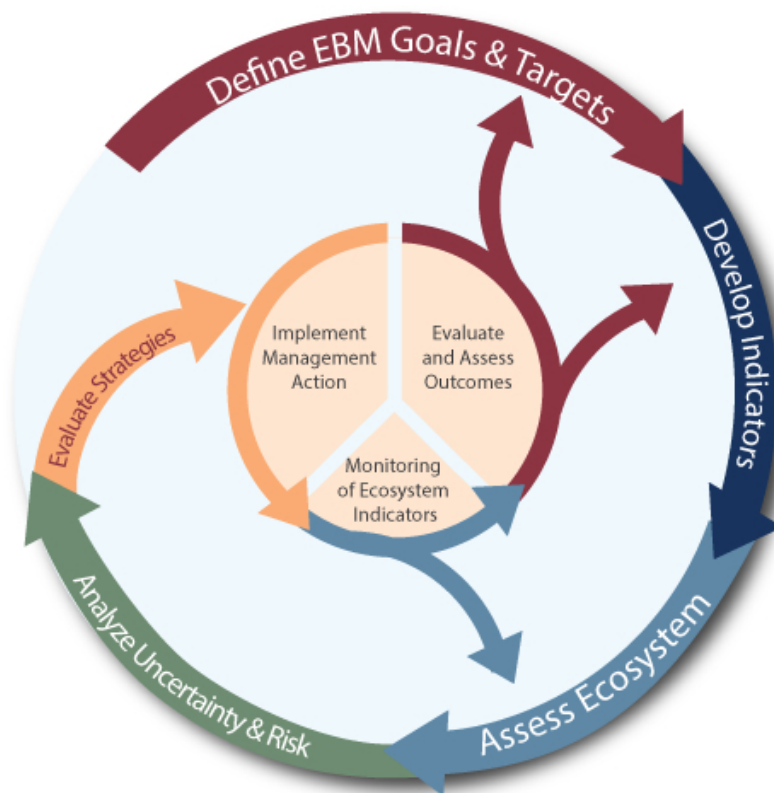 Define EBM Goals & Targets
Develop Indicators
Assess Ecosystem
Analyze Uncertainty & Risk
Evaluate Strategies
Implement
Management
Action
Evaluate
and Assess
Outcomes
Monitoring
of Ecosystem
Indicators